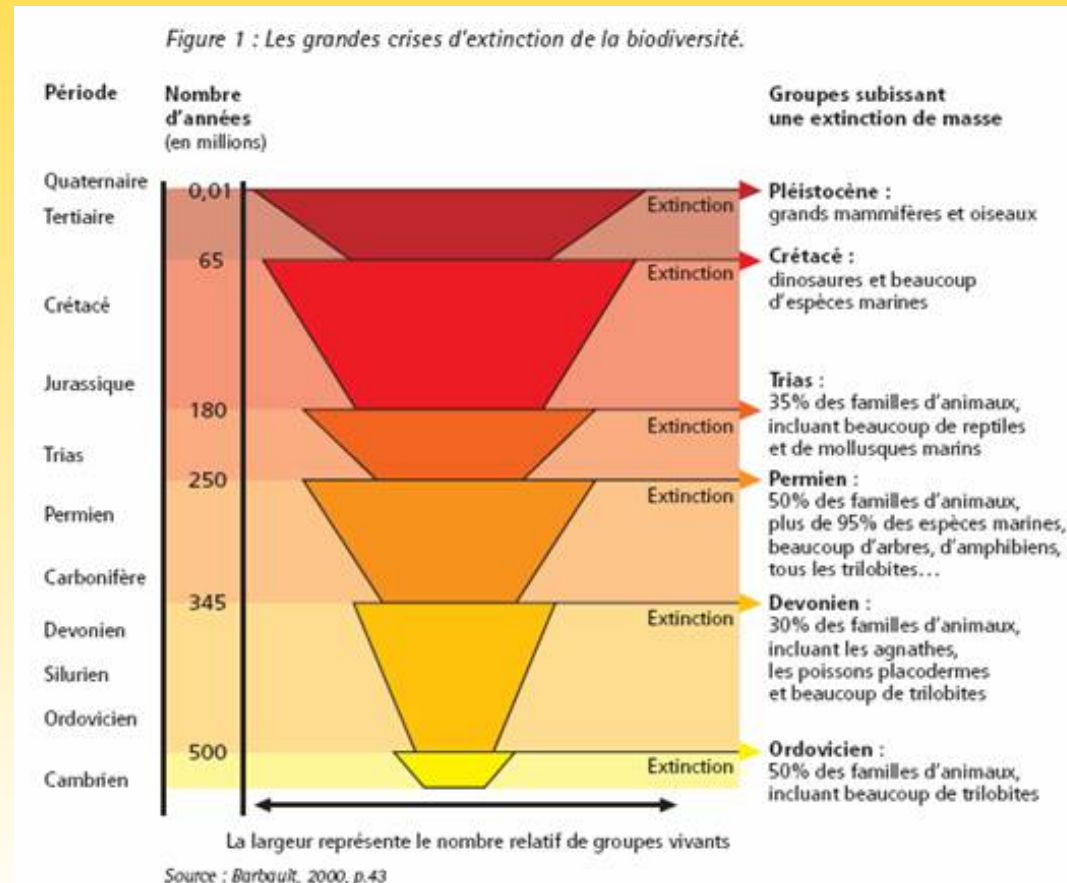 Figure 1 : Les grandes crises d'extinction de la biodiversité.
Période
Nombre
d'années
(en millions)
Groupes subissant
une extinction de masse
Quaternaire
0,01
Tertiaire
65
Crétacé
Jurassique
180
Trias
250
Permien
Carbonifère
345
Devonien
Silurien
Ordovicien
500
Cambrien
Extinction
Extinction
Extinction
Extinction
Extinction
Extinction
Pléistocène :
grands mammifères et oiseaux
Crétacé :
dinosaures et beaucoup
d'espèces marines
Trias :
35% des familles d'animaux,
incluant beaucoup de reptiles
et de mollusques marins
Permien :
50% des familles d'animaux,
plus de 95% des espèces marines,
beaucoup d'arbres, d'amphibiens,
tous les trilobites...
Devonien :
30% des familles d'animaux,
incluant les agnathes,
les poissons placodermes
et beaucoup de trilobites
Ordovicien :
50% des familles d'animaux,
incluant beaucoup de trilobites
La largeur représente le nombre relatif de groupes vivants
Source : Barbault, 2000, p.43